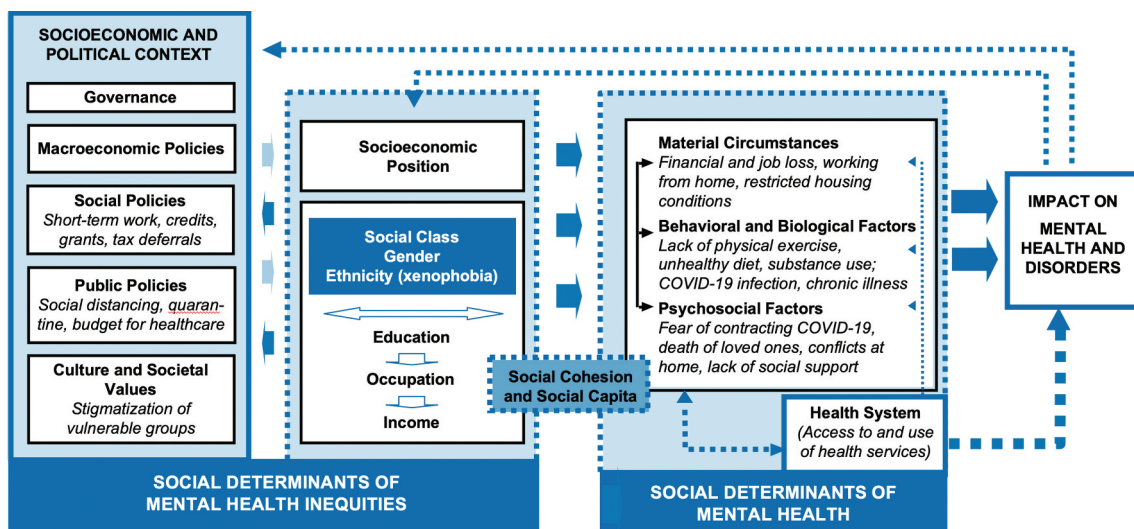 SOCIOECONOMIC AND
POLITICAL CONTEXT
Governance
Macroeconomic Policies
Social Policies
Short-term work, credits,
grants, tax deferrals
Public Policies
Social distancing, quaran-
tine, budget for healthcare
Culture and Societal
Values
Stigmatization of
vulnerable groups
Socioeconomic
Position
Social Class
Gender
Ethnicity (xenophobia)
Education
Occupation
Income
SOCIAL DETERMINANTS OF
MENTAL HEALTH INEQUITIES
Social Cohesion
and Social Capita
Material Circumstances
Financial and job loss, working
from home, restricted housing
conditions
Behavioral and Biological Factors
Lack of physical exercise,
unhealthy diet, substance use;
COVID-19 infection, chronic illness
Psychosocial Factors
Fear of contracting COVID-19,
death of loved ones, conflicts at
home, lack of social support
Health System
(Access to and use
of health services)
SOCIAL DETERMINANTS OF
MENTAL HEALTH
IMPACT ON
MENTAL
HEALTH AND
DISORDERS